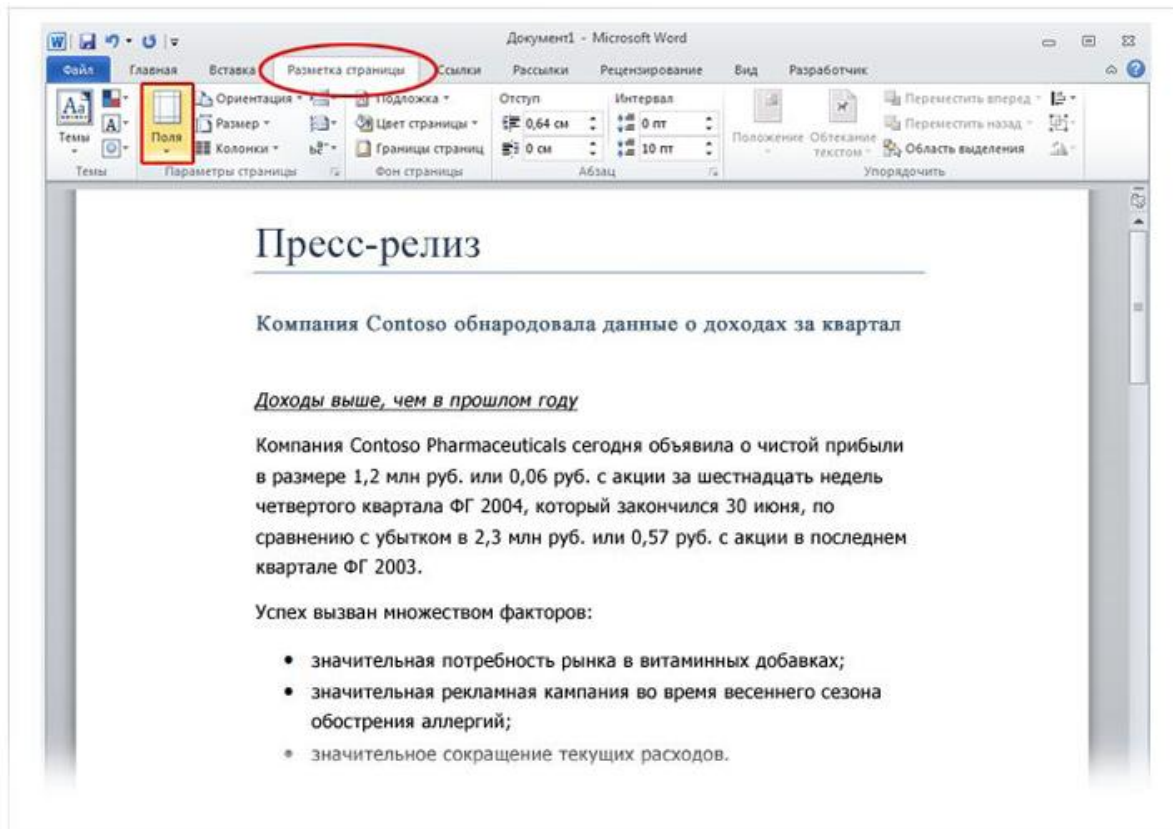 Документ1 - Microsoft Word
Файл Главная Вставка Разметка страницы Ссылки Рассылки Рецензирование Вид Разработчик
Ориентация Подложка Отступ Интервал Переместить вперед
Темы Поля Размер Цвет страницы 0,64 см 0 пт Положение Обтекание текстом Переместить назад
Колонки Границы страниц 0 см 10 пт Область выделения
Темы Параметры страницы Фон страницы Абзац Упорядочить
Пресс-релиз
Компания Contoso обнародовала данные о доходах за квартал
Доходы выше, чем в прошлом году
Компания Contoso Pharmaceuticals сегодня объявила о чистой прибыли
в размере 1,2 млн руб. или 0,06 руб. с акции за шестнадцать недель
четвертого квартала ФГ 2004, который закончился 30 июня, по
сравнению с убытком в 2,3 млн руб. или 0,57 руб. с акции в последнем
квартале ФГ 2003.
Успех вызван множеством факторов:
• значительная потребность рынка в витаминных добавках;
• значительная рекламная кампания во время весеннего сезона
обострения аллергий;
• значительное сокращение текущих расходов.